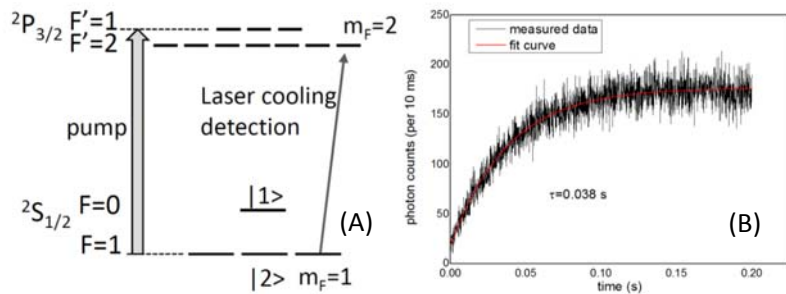 ²P₃/₂ F'=1
F'=2
m_F=2
Laser cooling
detection
pump
|1>
²S₁/₂ F=0
F=1
|2> m_F=1
(A)
measured data
fit curve
photon counts (per 10 ms)
250
200
150
100
50
0
τ=0.038 s
(B)
0.00
0.05
0.10
0.15
0.20
time (s)